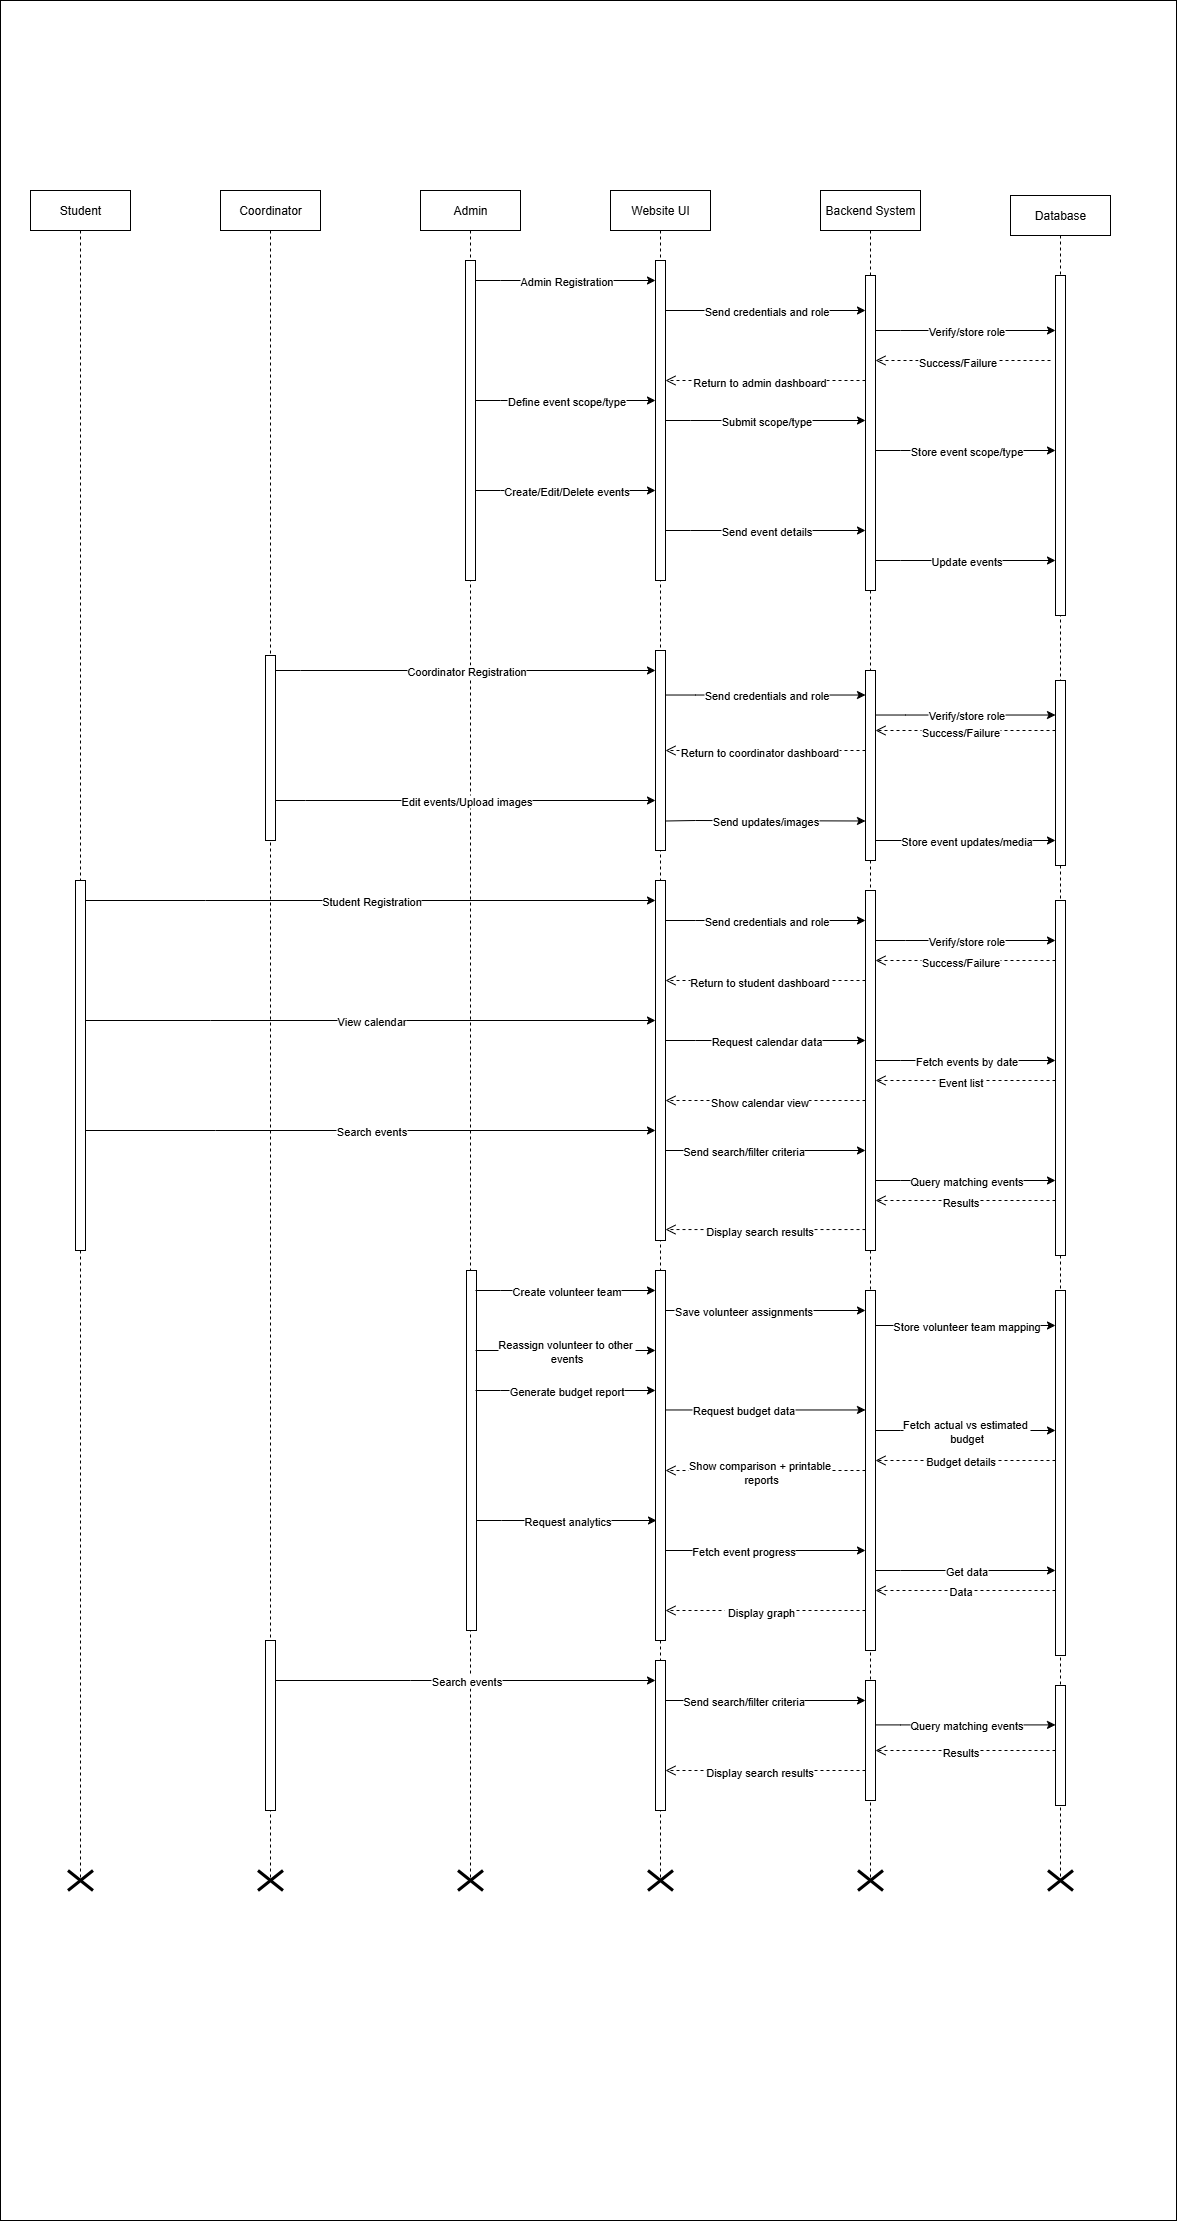 Student
Coordinator
Admin
Website UI
Backend System
Database
Admin Registration
Send credentials and role
Verify/store role
Success/Failure
Return to admin dashboard
Define event scope/type
Submit scope/type
Store event scope/type
Create/Edit/Delete events
Send event details
Update events
Coordinator Registration
Send credentials and role
Verify/store role
Success/Failure
Return to coordinator dashboard
Edit events/Upload images
Send updates/images
Store event updates/media
Student Registration
Send credentials and role
Verify/store role
Success/Failure
Return to student dashboard
View calendar
Request calendar data
Fetch events by date
Event list
Show calendar view
Search events
Send search/filter criteria
Query matching events
Results
Display search results
Create volunteer team
Save volunteer assignments
Store volunteer team mapping
Reassign volunteer to other
events
Generate budget report
Request budget data
Fetch actual vs estimated
budget
Budget details
Show comparison + printable
reports
Request analytics
Fetch event progress
Get data
Data
Display graph
Search events
Send search/filter criteria
Query matching events
Results
Display search results